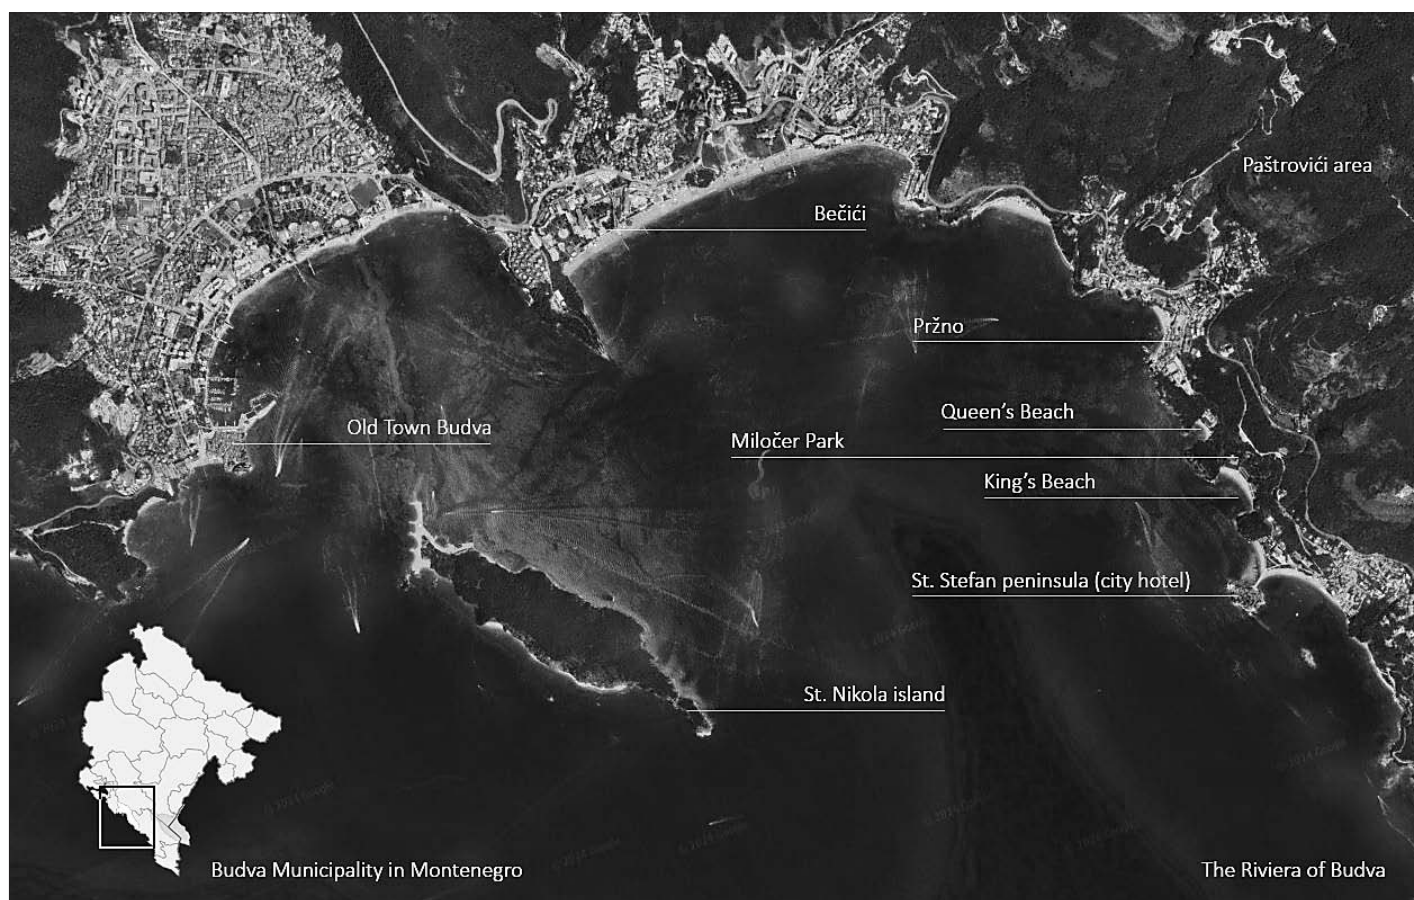 Paštrovići area
Bečići
Pržno
Queen's Beach
Old Town Budva
Miločer Park
King's Beach
St. Stefan peninsula (city hotel)
St. Nikola island
Budva Municipality in Montenegro
The Riviera of Budva